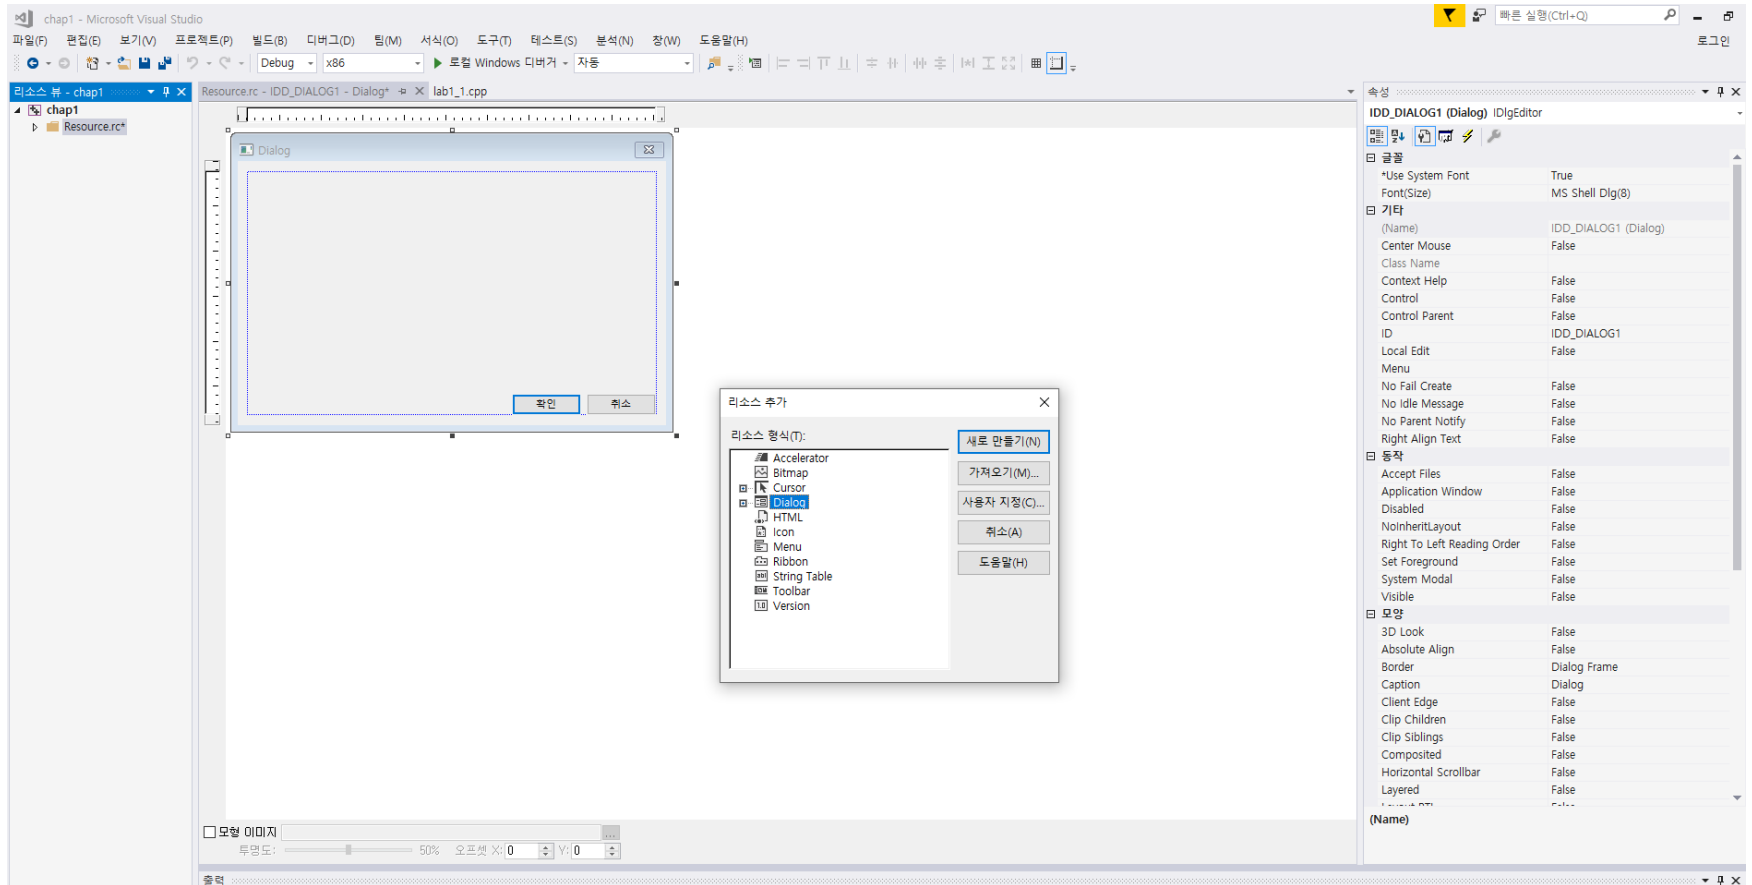 chap1 - Microsoft Visual Studio
빠른 실행(Ctrl+Q)
파일(F) 편집(E) 보기(V) 프로젝트(P) 빌드(B) 디버그(D) 팀(M) 서식(O) 도구(T) 테스트(S) 분석(N) 창(W) 도움말(H)
로그인
Debug x86 로컬 Windows 디버거 자동
리소스 뷰 - chap1
chap1
Resource.rc*
Resource.rc - IDD_DIALOG1 - Dialog* lab1_1.cpp
Dialog
확인 취소
리소스 추가
리소스 형식(T):
Accelerator
Bitmap
Cursor
Dialog
HTML
Icon
Menu
Ribbon
String Table
Toolbar
Version
새로 만들기(N)
가져오기(M)...
사용자 지정(C)...
취소(A)
도움말(H)
모형 이미지 ...
투명도: 50% 오프셋 X: 0 Y: 0
출력
속성
IDD_DIALOG1 (Dialog) IDlgEditor
글꼴
*Use System Font True
Font(Size) MS Shell Dlg(8)
기타
(Name) IDD_DIALOG1 (Dialog)
Center Mouse False
Class Name
Context Help False
Control False
Control Parent False
ID IDD_DIALOG1
Local Edit False
Menu
No Fail Create False
No Idle Message False
No Parent Notify False
Right Align Text False
동작
Accept Files False
Application Window False
Disabled False
NoInheritLayout False
Right To Left Reading Order False
Set Foreground False
System Modal False
Visible False
모양
3D Look False
Absolute Align False
Border Dialog Frame
Caption Dialog
Client Edge False
Clip Children False
Clip Siblings False
Composited False
Horizontal Scrollbar False
Layered False
(Name)